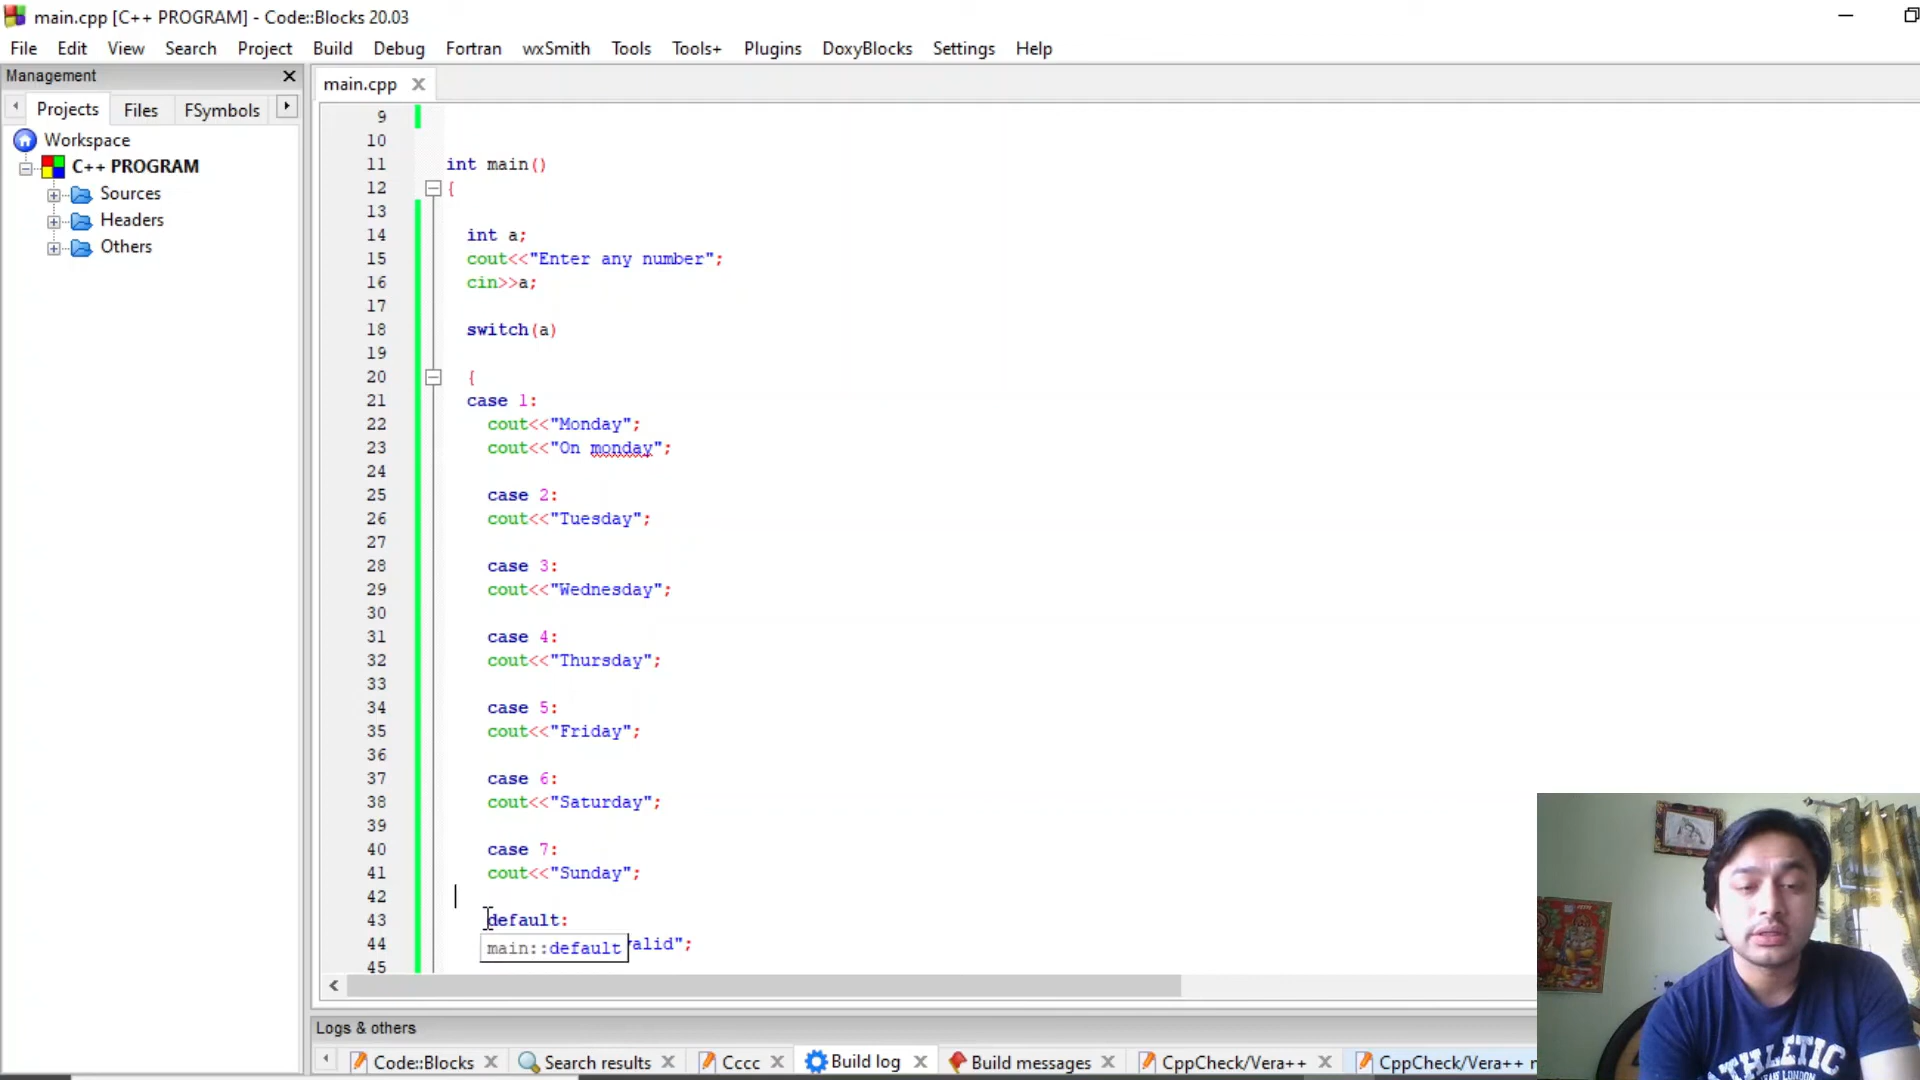 main.cpp [C++ PROGRAM] - Code::Blocks 20.03
File Edit View Search Project Build Debug Fortran wxSmith Tools Tools+ Plugins DoxyBlocks Settings Help
Management
main.cpp
Projects Files FSymbols
Workspace
C++ PROGRAM
Sources
Headers
Others
9
10
11 int main()
12 {
13
14 int a;
15 cout<<"Enter any number";
16 cin>>a;
17
18 switch(a)
19
20 {
21 case 1:
22 cout<<"Monday";
23 cout<<"On monday";
24
25 case 2:
26 cout<<"Tuesday";
27
28 case 3:
29 cout<<"Wednesday";
30
31 case 4:
32 cout<<"Thursday";
33
34 case 5:
35 cout<<"Friday";
36
37 case 6:
38 cout<<"Saturday";
39
40 case 7:
41 cout<<"Sunday";
42
43 default:
44 main::default alid";
45
Logs & others
Code::Blocks Search results Cccc Build log Build messages CppCheck/Vera++ CppCheck/Vera++
ATHLETIC
LONDON